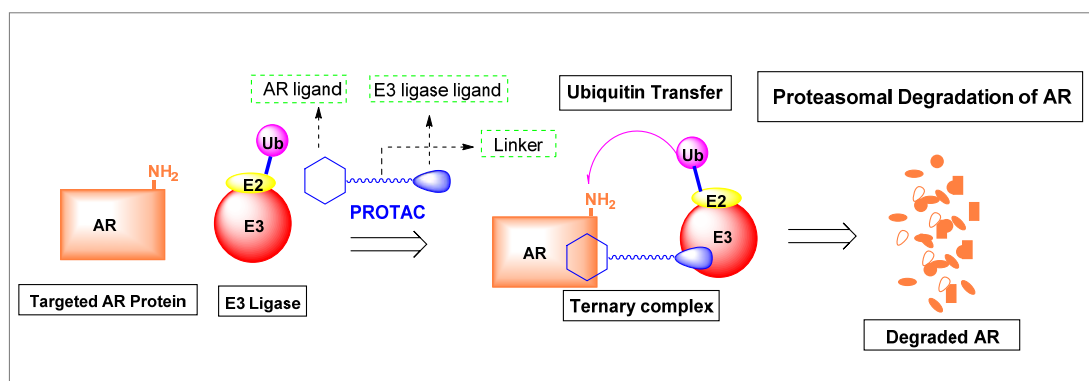 AR ligand
E3 ligase ligand
Linker
Ub
E2
E3
NH2
AR
PROTAC
Targeted AR Protein
E3 Ligase
Ubiquitin Transfer
Ub
NH2
E2
E3
AR
Ternary complex
Proteasomal Degradation of AR
Degraded AR